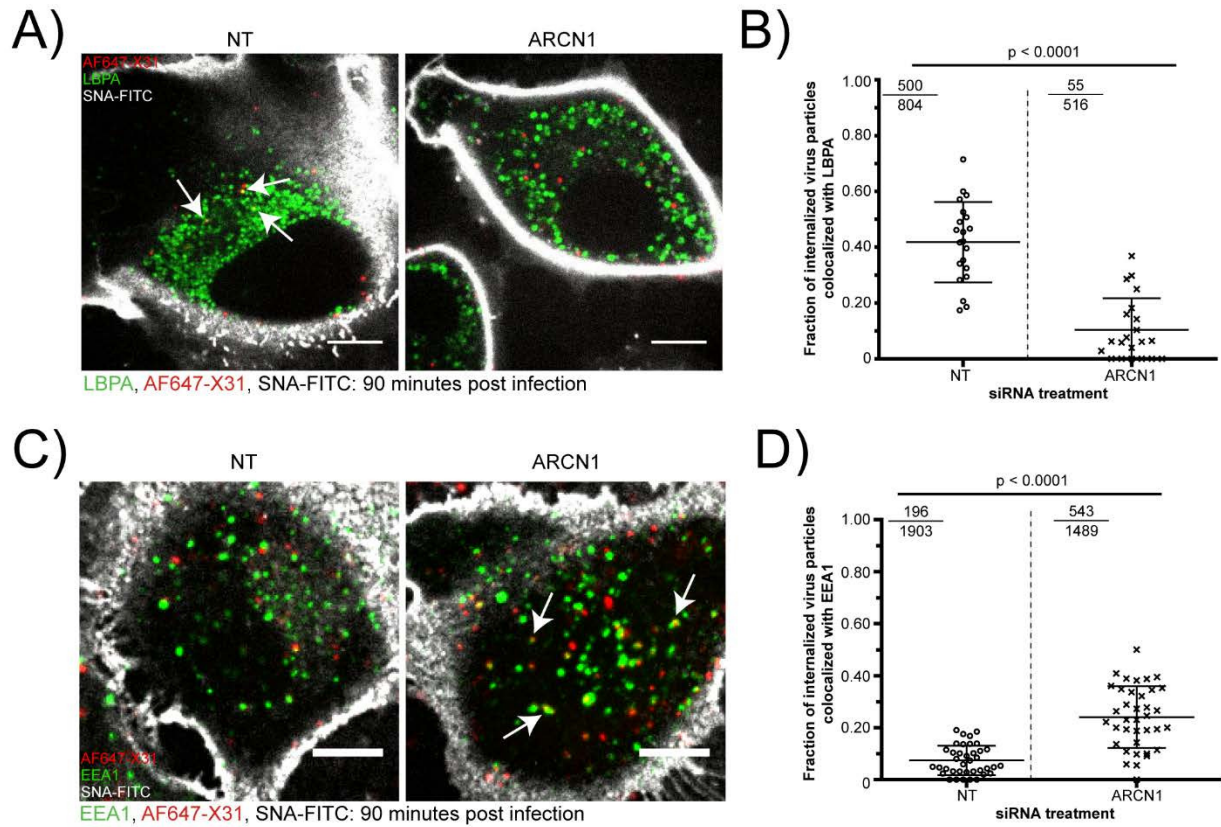 A)
NT
ARCN1
AF647-X31
LBPA
SNA-FITC
LBPA, AF647-X31, SNA-FITC: 90 minutes post infection
B)
p < 0.0001
Fraction of internalized virus particles
colocalized with LBPA
1.00
0.80
0.60
0.40
0.20
0
500
804
55
516
NT
ARCN1
siRNA treatment
C)
NT
ARCN1
AF647-X31
EEA1
SNA-FITC
EEA1, AF647-X31, SNA-FITC: 90 minutes post infection
D)
p < 0.0001
Fraction of internalized virus particles
colocalized with EEA1
1.00
0.80
0.60
0.40
0.20
0
196
1903
543
1489
NT
ARCN1
siRNA treatment